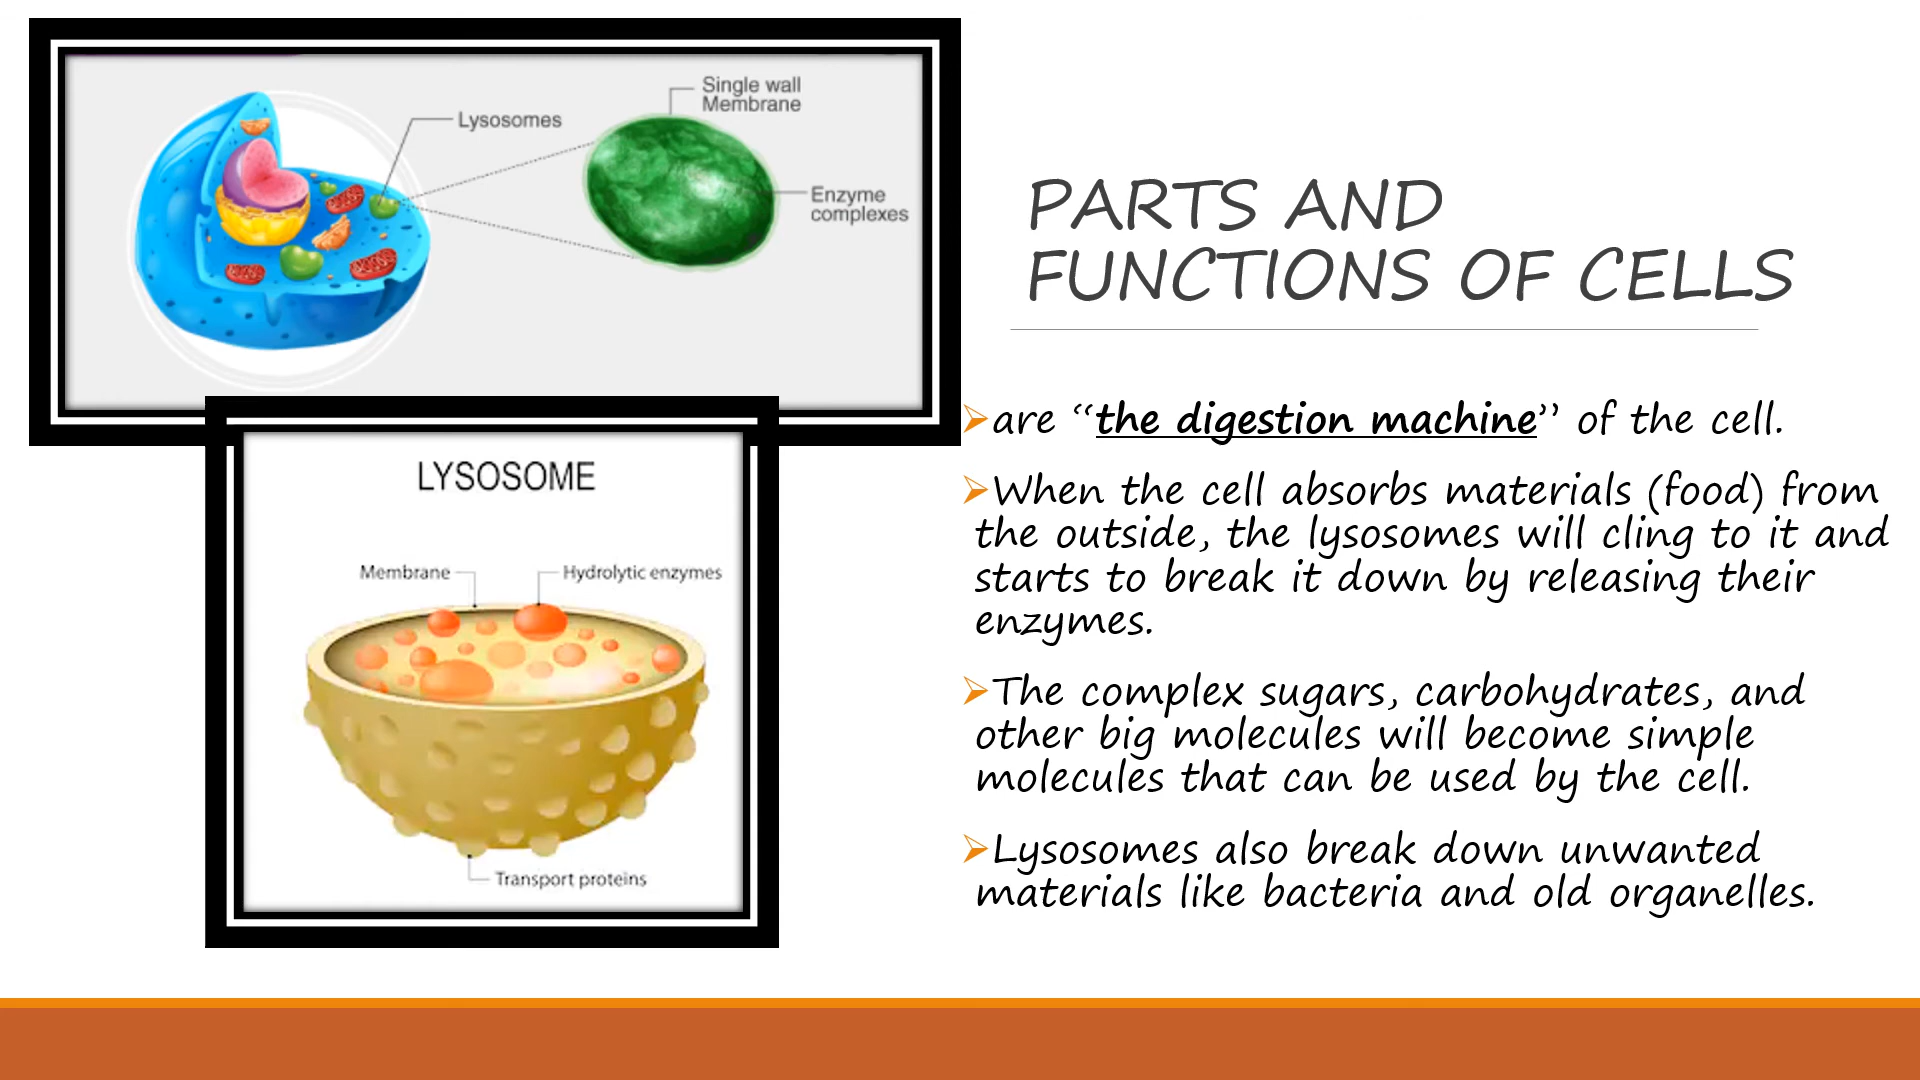 Single wall
Membrane
Lysosomes
Enzyme
complexes
LYSOSOME
Membrane
Hydrolytic enzymes
Transport proteins
PARTS AND
FUNCTIONS OF CELLS
➢are “the digestion machine” of the cell.
➢When the cell absorbs materials (food) from
the outside, the lysosomes will cling to it and
starts to break it down by releasing their
enzymes.
➢The complex sugars, carbohydrates, and
other big molecules will become simple
molecules that can be used by the cell.
➢Lysosomes also break down unwanted
materials like bacteria and old organelles.